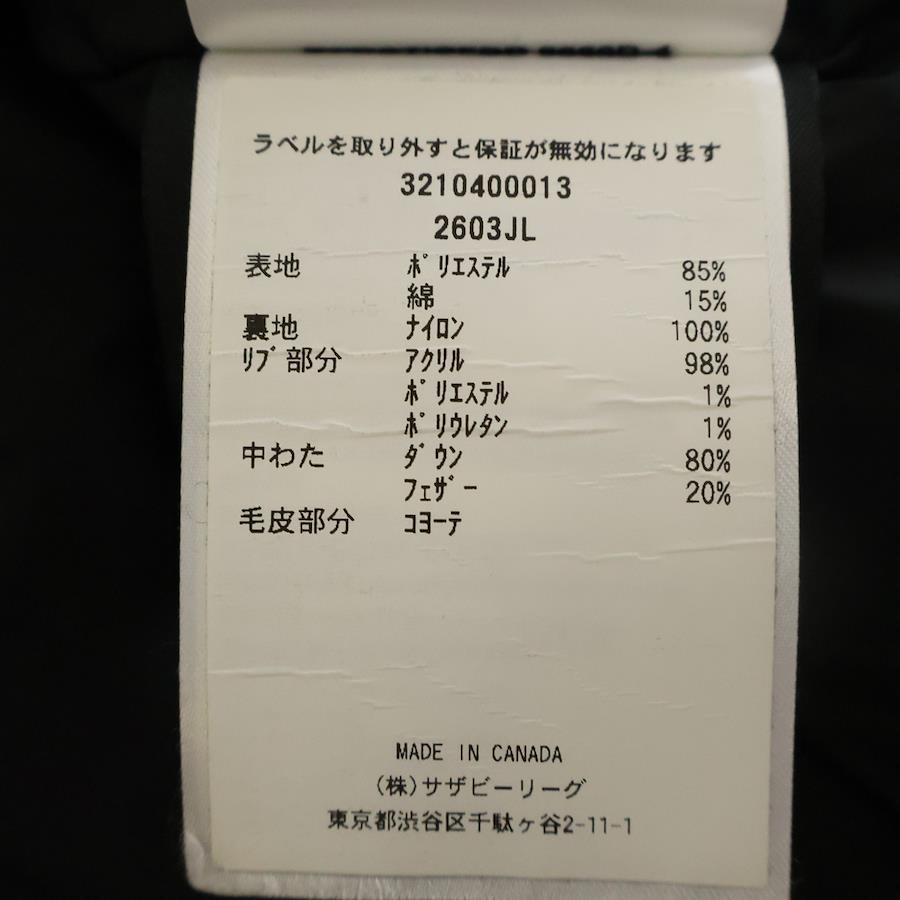 ラベルを取り外すと保証が無効になります
3210400013
2603JL
表地 ﾎﾟﾘｴｽﾃﾙ 85%
綿 15%
裏地 ﾅｲﾛﾝ 100%
ﾘﾌﾞ部分 ｱｸﾘﾙ 98%
ﾎﾟﾘｴｽﾃﾙ 1%
ﾎﾟﾘｳﾚﾀﾝ 1%
中わた ﾀﾞｳﾝ 80%
ﾌｪｻﾞｰ 20%
毛皮部分 ｺﾖｰﾃ
MADE IN CANADA
(株)サザビーリーグ
東京都渋谷区千駄ヶ谷2-11-1